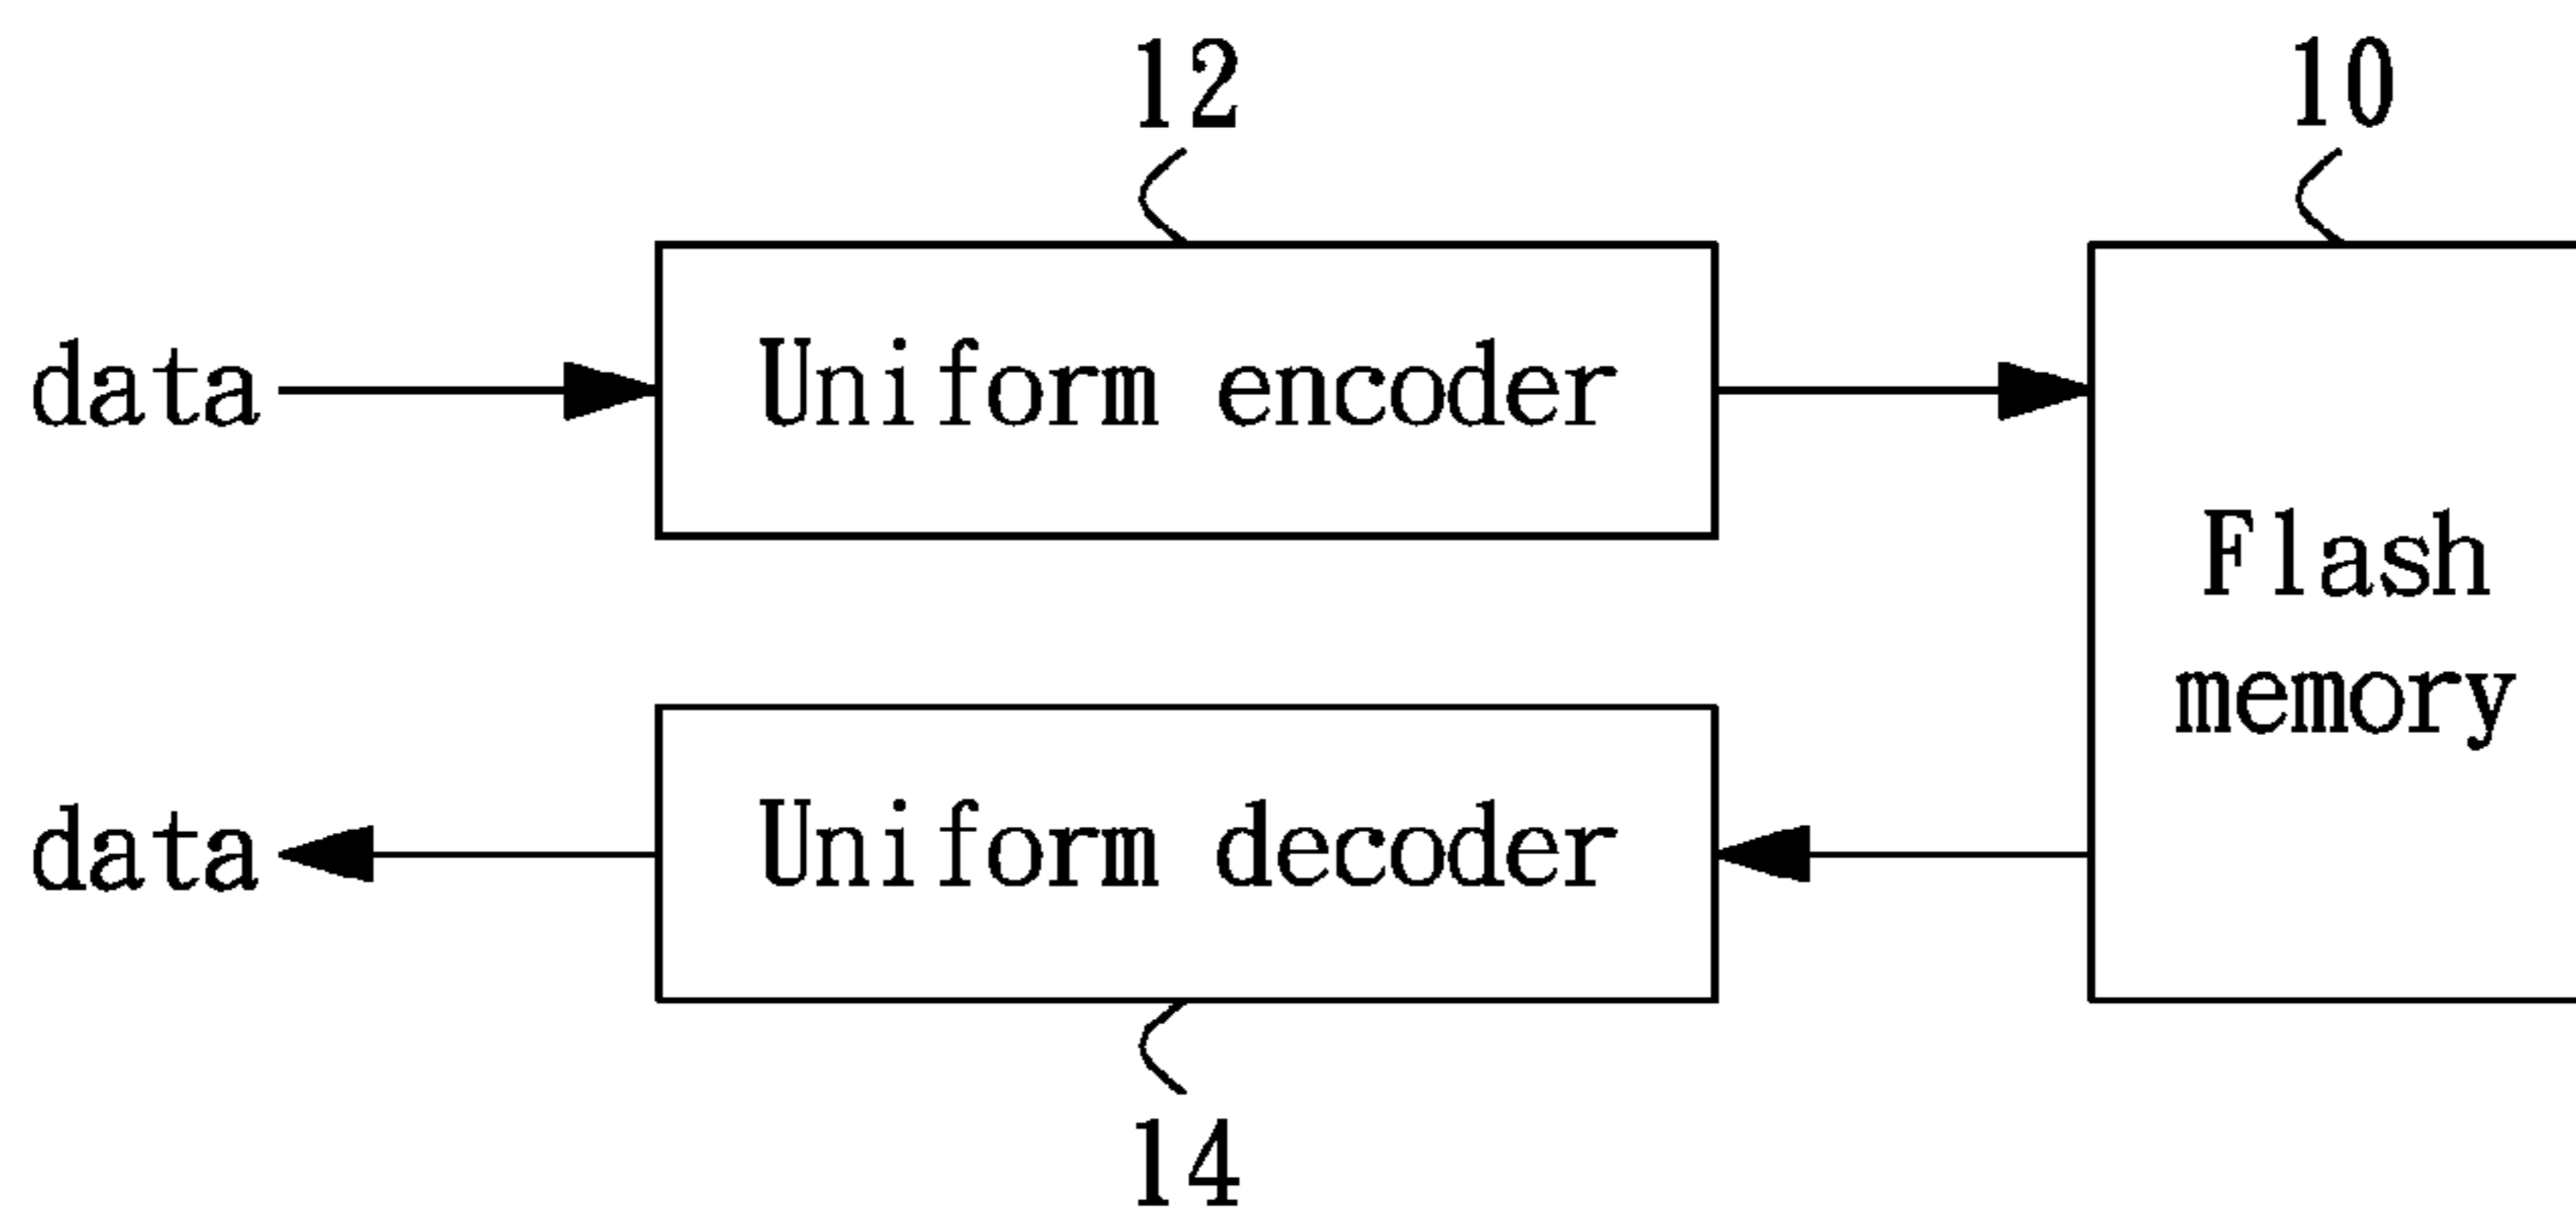 12
10
data
Uniform encoder
Flash
memory
data
Uniform decoder
14